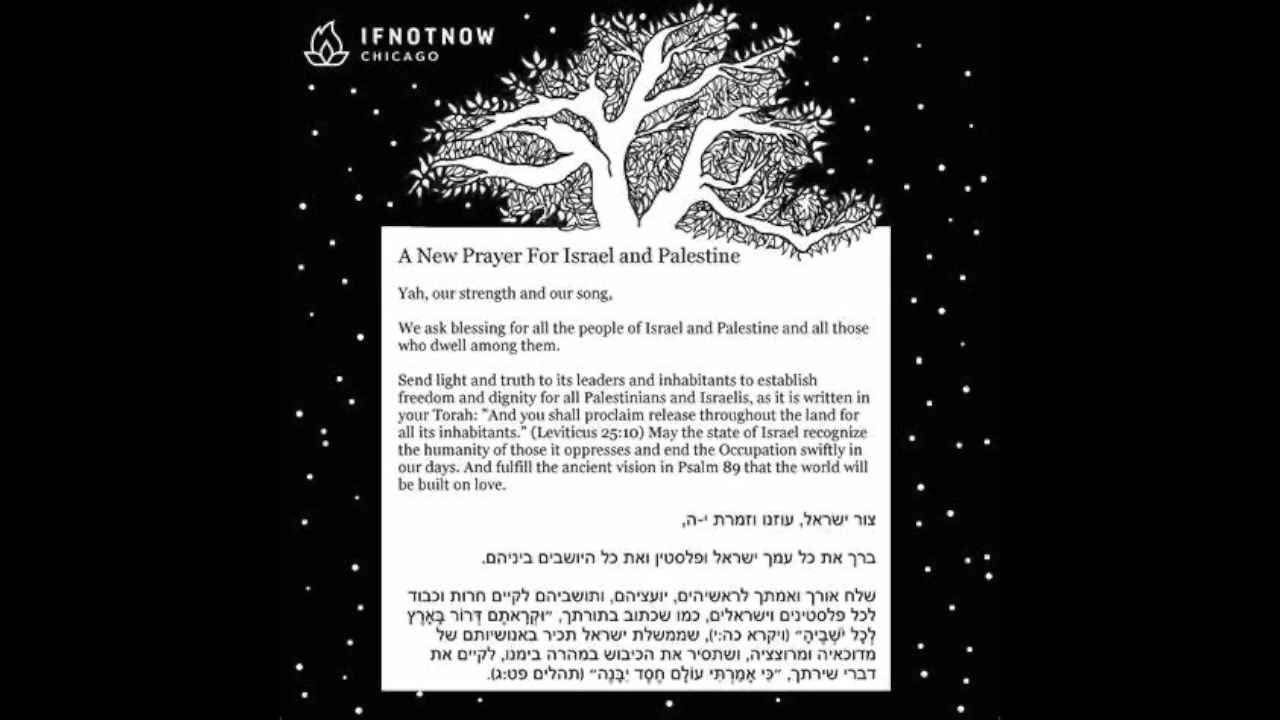 IFNOTNOW
CHICAGO
A New Prayer For Israel and Palestine
Yah, our strength and our song,
We ask blessing for all the people of Israel and Palestine and all those
who dwell among them.
Send light and truth to its leaders and inhabitants to establish
freedom and dignity for all Palestinians and Israelis, as it is written in
your Torah: "And you shall proclaim release throughout the land for
all its inhabitants." (Leviticus 25:10) May the state of Israel recognize
the humanity of those it oppresses and end the Occupation swiftly in
our days. And fulfill the ancient vision in Psalm 89 that the world will
be built on love.
צור ישראל, עוזנו וזמרת י-ה,
ברך את כל עמך ישראל ופלסטין ואת כל היושבים ביניהם.
שלח אורך ואמתך לראשיהים, יועציהם, ותושביהם לקיים חרות וכבוד
לכל פלסטינים וישראלים, כמו שכתוב בתורתך, "וּקְרָאתֶם דְּרוֹר בָּאָרֶץ
לְכָל יֹשְׁבֶיהָ" (ויקרא כה:י), שממשלת ישראל תכיר באנושיותם של
מדוכאיה ומרוצציה, ושתסיר את הכיבוש במהרה בימנו, לקיים את
דברי שירתך, "כִּי אָמַרְתִּי עוֹלָם חֶסֶד יִבָּנֶה" (תהלים פט:ג).